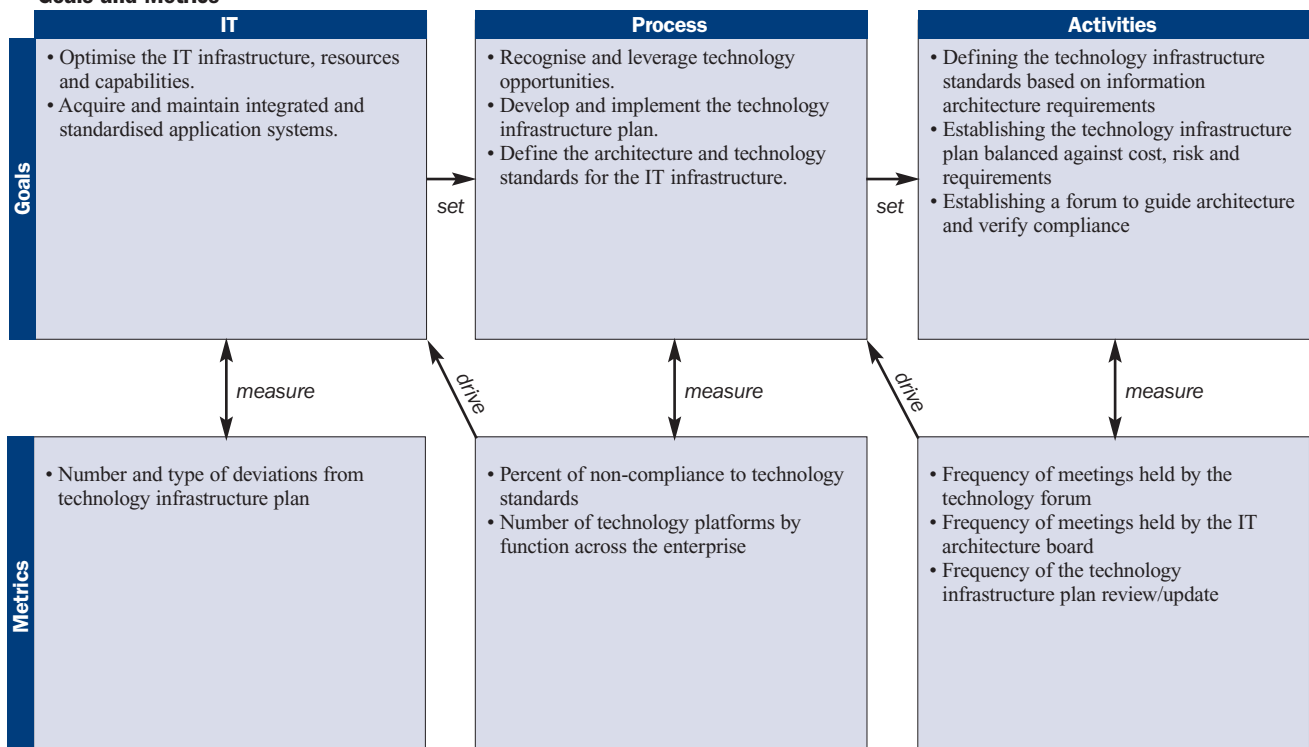 Goals and Metrics
IT
Process
Activities
Goals
• Optimise the IT infrastructure, resources
and capabilities.
• Acquire and maintain integrated and
standardised application systems.
set
• Recognise and leverage technology
opportunities.
• Develop and implement the technology
infrastructure plan.
• Define the architecture and technology
standards for the IT infrastructure.
set
• Defining the technology infrastructure
standards based on information
architecture requirements
• Establishing the technology infrastructure
plan balanced against cost, risk and
requirements
• Establishing a forum to guide architecture
and verify compliance
measure
drive
measure
drive
measure
Metrics
• Number and type of deviations from
technology infrastructure plan
• Percent of non-compliance to technology
standards
• Number of technology platforms by
function across the enterprise
• Frequency of meetings held by the
technology forum
• Frequency of meetings held by the IT
architecture board
• Frequency of the technology
infrastructure plan review/update